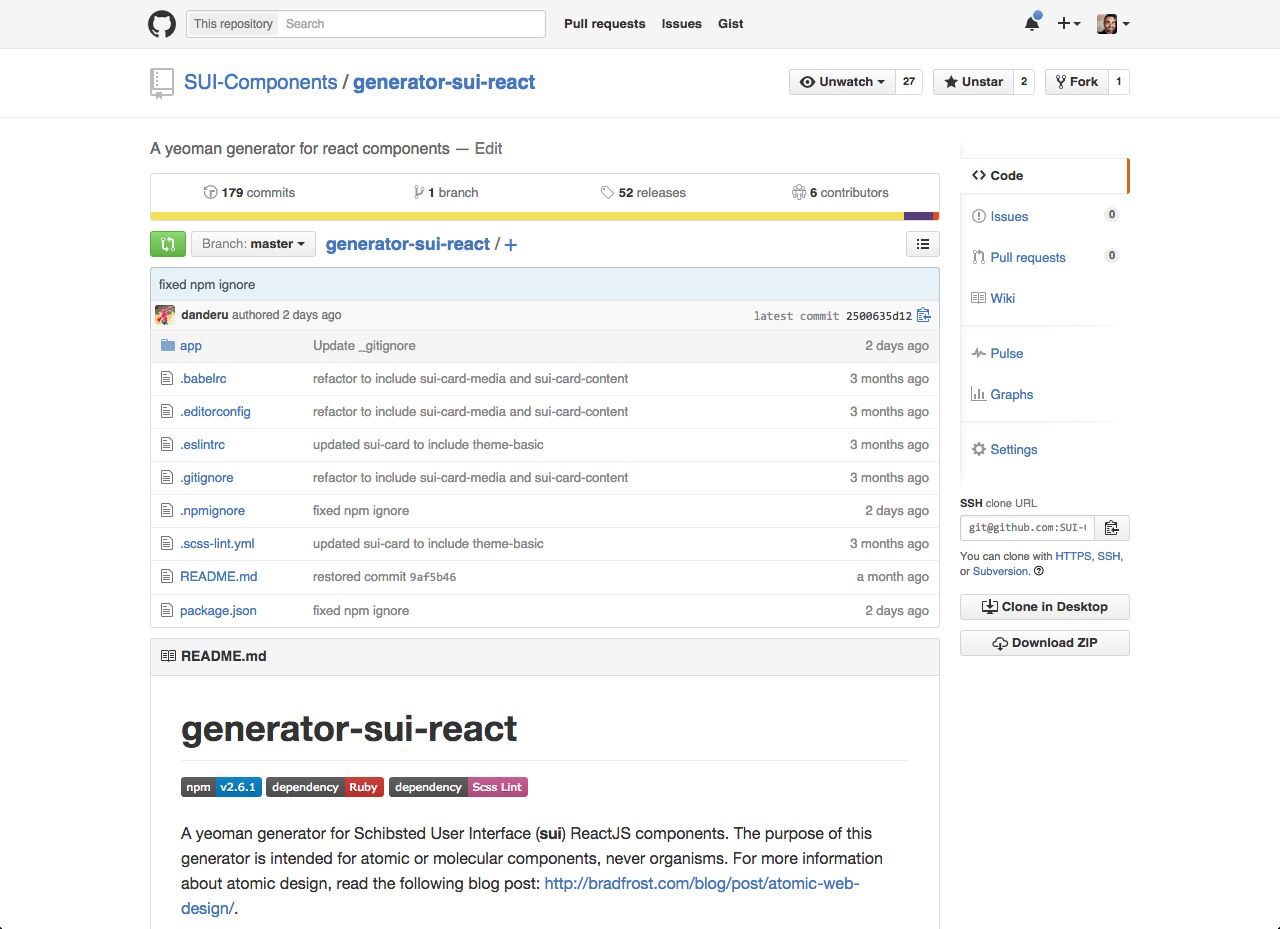 This repository Search Pull requests Issues Gist
SUI-Components / generator-sui-react Unwatch 27 Unstar 2 Fork 1
A yeoman generator for react components — Edit
179 commits 1 branch 52 releases 6 contributors
Branch: master generator-sui-react / +
fixed npm ignore
danderu authored 2 days ago latest commit 2500635d12
app Update _gitignore 2 days ago
.babelrc refactor to include sui-card-media and sui-card-content 3 months ago
.editorconfig refactor to include sui-card-media and sui-card-content 3 months ago
.eslintrc updated sui-card to include theme-basic 3 months ago
.gitignore refactor to include sui-card-media and sui-card-content 3 months ago
.npmignore fixed npm ignore 2 days ago
.scss-lint.yml updated sui-card to include theme-basic 3 months ago
README.md restored commit 9af5b46 a month ago
package.json fixed npm ignore 2 days ago
README.md
generator-sui-react
npm v2.6.1 dependency Ruby dependency Scss Lint
A yeoman generator for Schibsted User Interface (sui) ReactJS components. The purpose of this
generator is intended for atomic or molecular components, never organisms. For more information
about atomic design, read the following blog post: http://bradfrost.com/blog/post/atomic-web-
design/.
Code
Issues 0
Pull requests 0
Wiki
Pulse
Graphs
Settings
SSH clone URL
git@github.com:SUI-
You can clone with HTTPS, SSH,
or Subversion.
Clone in Desktop
Download ZIP